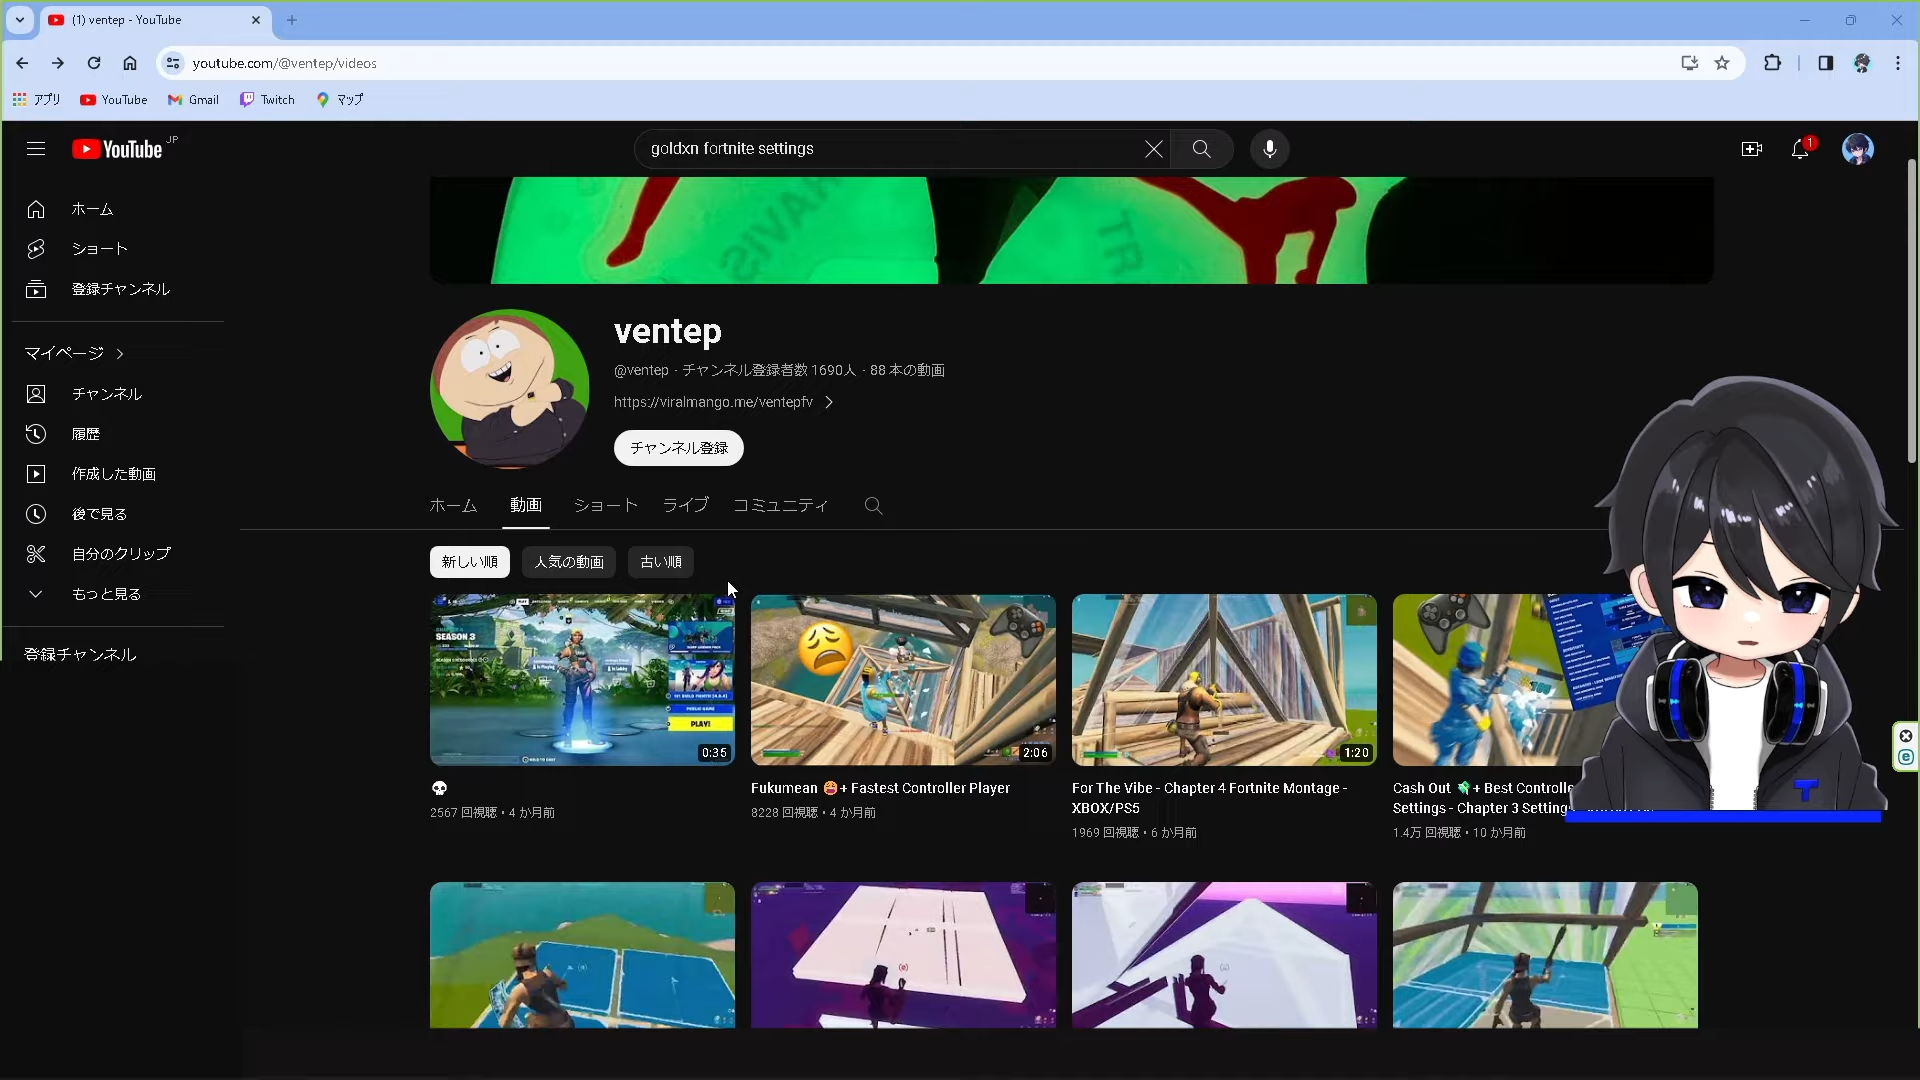 (1) ventep - YouTube
youtube.com/@ventep/videos
アプリ YouTube Gmail Twitch マップ
YouTube JP
goldxn fortnite settings
1
ホーム
ショート
登録チャンネル
マイページ
チャンネル
履歴
作成した動画
後で見る
自分のクリップ
もっと見る
登録チャンネル
ventep
@ventep · チャンネル登録者数 1690人 · 88 本の動画
https://viralmango.me/ventepfv
チャンネル登録
ホーム 動画 ショート ライブ コミュニティ
新しい順 人気の動画 古い順
SEASON 3
PLAY!
0:35
2:06
1:20
💀
2567 回視聴・4 か月前
Fukumean 😩+ Fastest Controller Player
8228 回視聴・4 か月前
For The Vibe - Chapter 4 Fortnite Montage -
XBOX/PS5
1969 回視聴・6 か月前
Cash Out 💸+ Best Controlle
Settings - Chapter 3 Setting
1.4万 回視聴・10 か月前
T